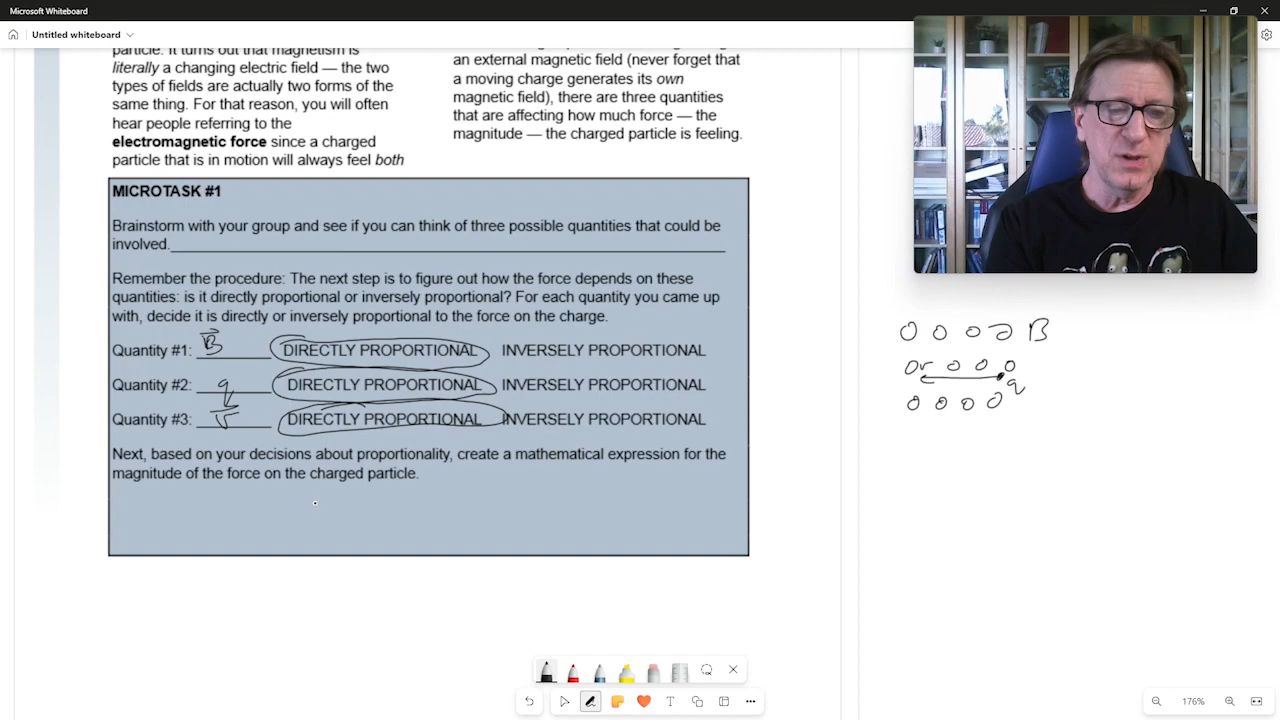 Microsoft Whiteboard
Untitled whiteboard
particle. It turns out that magnetism is
literally a changing electric field — the two
types of fields are actually two forms of the
same thing. For that reason, you will often
hear people referring to the
electromagnetic force since a charged
particle that is in motion will always feel both
an external magnetic field (never forget that
a moving charge generates its own
magnetic field), there are three quantities
that are affecting how much force — the
magnitude — the charged particle is feeling.
MICROTASK #1
Brainstorm with your group and see if you can think of three possible quantities that could be
involved.
Remember the procedure: The next step is to figure out how the force depends on these
quantities: is it directly proportional or inversely proportional? For each quantity you came up
with, decide it is directly or inversely proportional to the force on the charge.
Quantity #1: B DIRECTLY PROPORTIONAL INVERSELY PROPORTIONAL
Quantity #2: q DIRECTLY PROPORTIONAL INVERSELY PROPORTIONAL
Quantity #3: v DIRECTLY PROPORTIONAL INVERSELY PROPORTIONAL
Next, based on your decisions about proportionality, create a mathematical expression for the
magnitude of the force on the charged particle.
B
q
176%